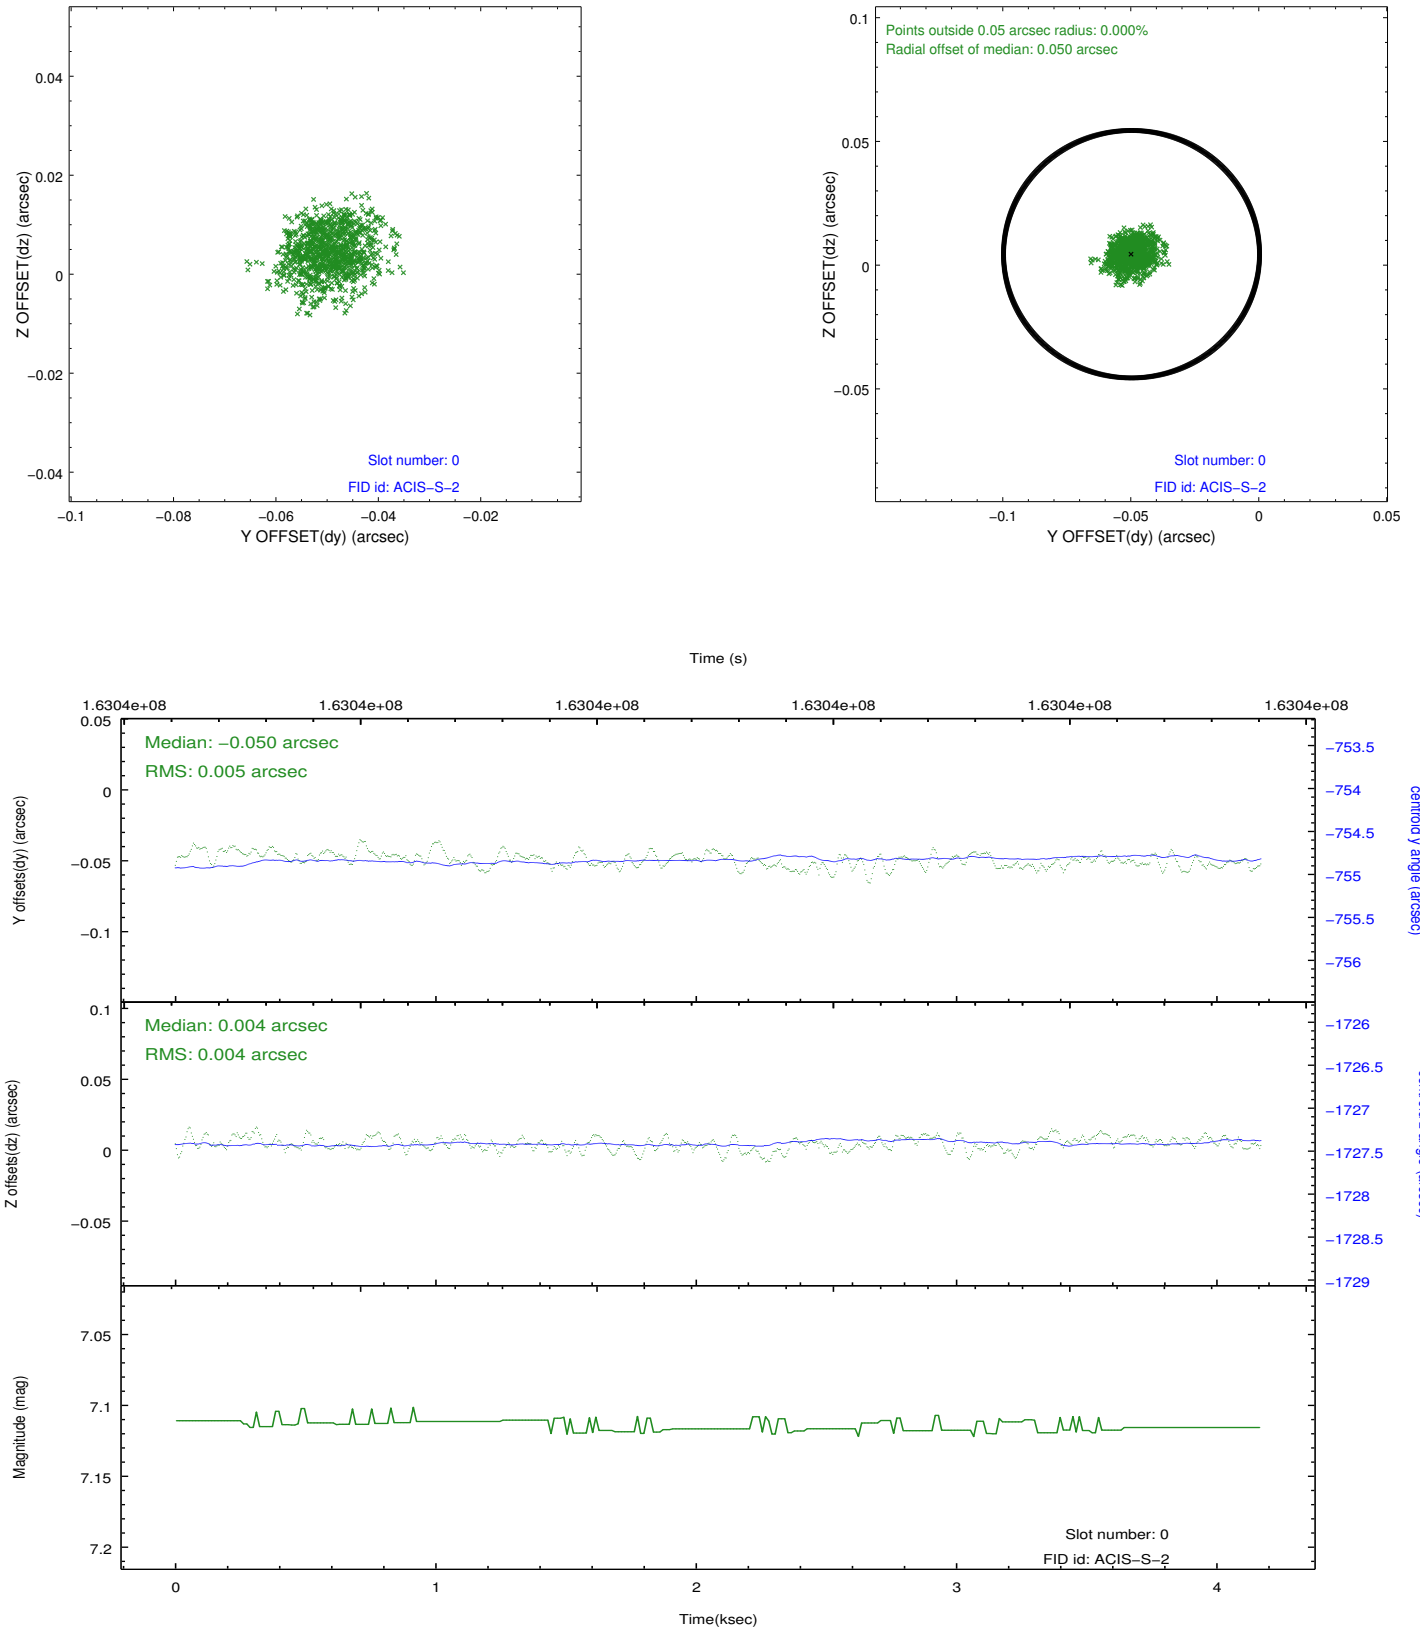 0.04
0.02
0
−0.02
−0.04
Z OFFSET(dz) (arcsec)
Slot number: 0
FID id: ACIS−S−2
−0.1
−0.08
−0.06
−0.04
−0.02
Y OFFSET(dy) (arcsec)
Points outside 0.05 arcsec radius: 0.000%
Radial offset of median: 0.050 arcsec
0.1
0.05
0
−0.05
Z OFFSET(dz) (arcsec)
Slot number: 0
FID id: ACIS−S−2
−0.1
−0.05
0
0.05
Y OFFSET(dy) (arcsec)
Time (s)
1.6304e+08
1.6304e+08
1.6304e+08
1.6304e+08
1.6304e+08
1.6304e+08
Median: −0.050 arcsec
RMS: 0.005 arcsec
0.05
0
−0.05
−0.1
Y offsets(dy) (arcsec)
−753.5
−754
−754.5
−755
−755.5
−756
centroid y angle (arcsec)
Median: 0.004 arcsec
RMS: 0.004 arcsec
0.1
0.05
0
−0.05
Z offsets(dz) (arcsec)
−1726
−1726.5
−1727
−1727.5
−1728
−1728.5
−1729
7.05
7.1
7.15
7.2
Magnitude (mag)
Slot number: 0
FID id: ACIS−S−2
0
1
2
3
4
Time(ksec)